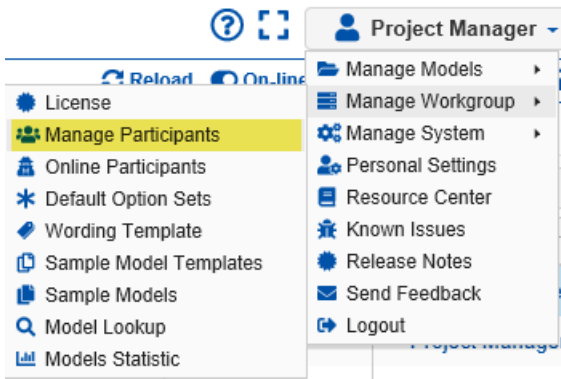 Project Manager
Reload On-line
Manage Models
Manage Workgroup
Manage System
Personal Settings
Resource Center
Known Issues
Release Notes
Send Feedback
Logout
License
Manage Participants
Online Participants
Default Option Sets
Wording Template
Sample Model Templates
Sample Models
Model Lookup
Models Statistic
Project Manage